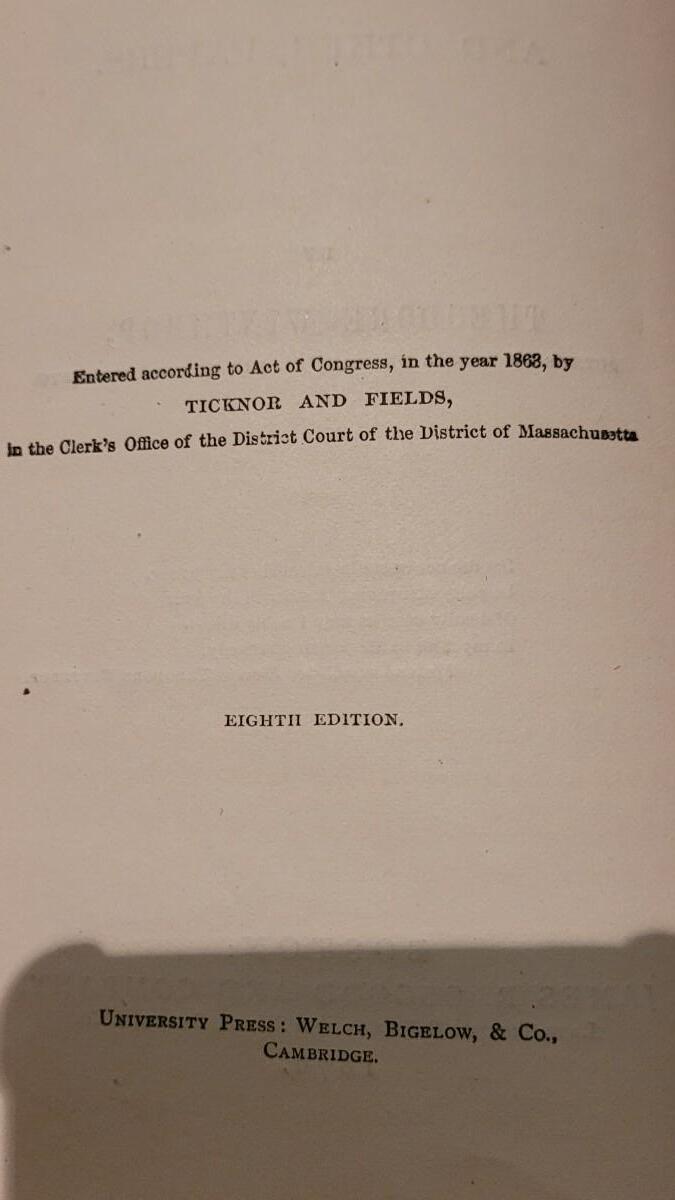 Entered according to Act of Congress, in the year 1863, by
TICKNOR AND FIELDS,
in the Clerk's Office of the District Court of the District of Massachusetts
EIGHTH EDITION.
UNIVERSITY PRESS: WELCH, BIGELOW, & CO.,
CAMBRIDGE.